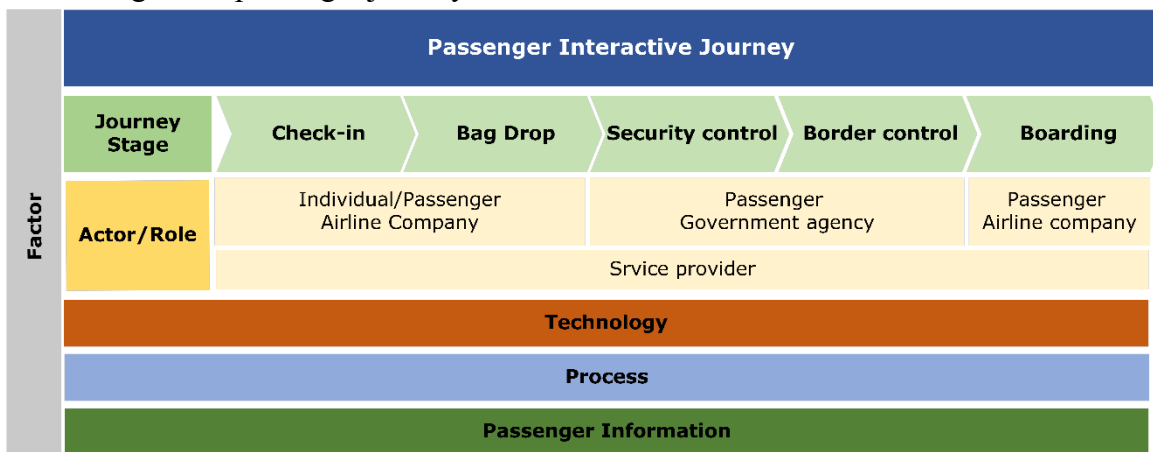 Passenger Interactive Journey
Journey
Stage
Check-in
Bag Drop
Security control
Border control
Boarding
Factor
Actor/Role
Individual/Passenger
Airline Company
Passenger
Government agency
Passenger
Airline company
Srvice provider
Technology
Process
Passenger Information